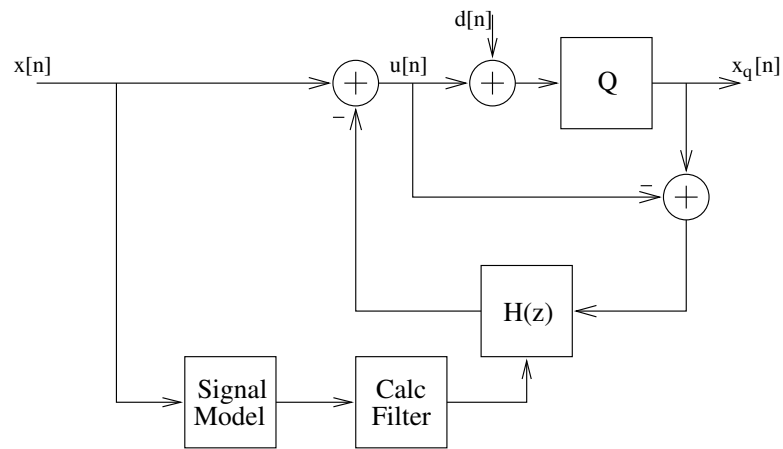 d[n]
x[n]
u[n]
x_q[n]
+
+
Q
−
−
+
H(z)
Signal
Model
Calc
Filter